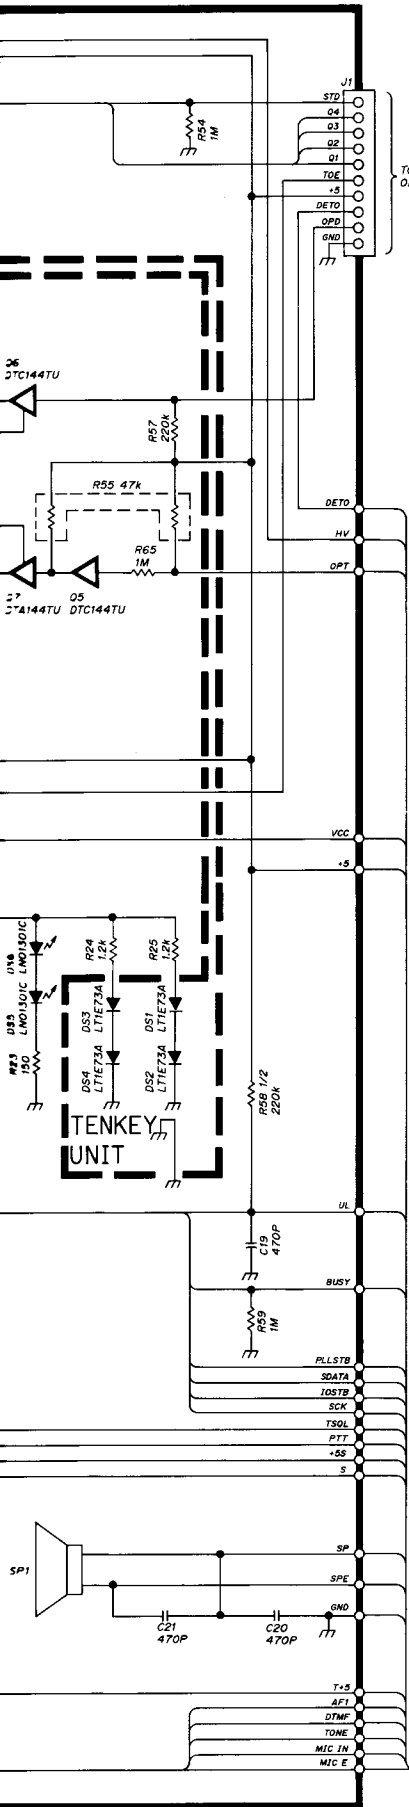 J1
STD
Q4
Q3
Q2
Q1
TOE
+5
DETO
OPD
GND
R54
1M
DTC144TU
R57
220k
R55 47k
R65
1M
DTA144TU
Q5
DTC144TU
DETO
HV
OPT
VCC
+5
LN01301C
LN01301C
R23
150
R24
1.2k
R25
1.2k
DS3
LT1E73A
DS1
LT1E73A
DS4
LT1E73A
DS2
LT1E73A
TENKEY
UNIT
R58 1/2
220k
UL
C19
470P
BUSY
R59
1M
PLLSTB
SDATA
IOSTB
SCK
TSQL
PTT
+5S
S
SP1
SP
SPE
GND
C21
470P
C20
470P
T+5
AF1
DTMF
TONE
MIC IN
MIC E